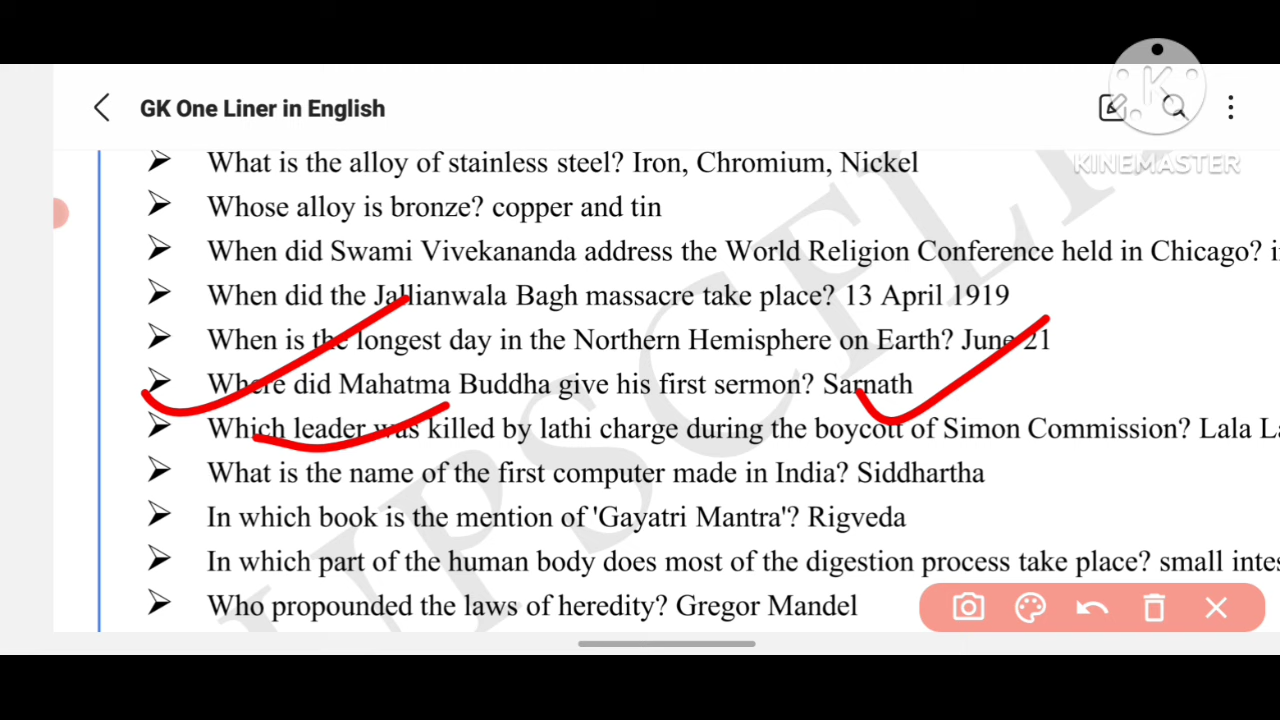 GK One Liner in English
KINEMASTER
What is the alloy of stainless steel? Iron, Chromium, Nickel
Whose alloy is bronze? copper and tin
When did Swami Vivekananda address the World Religion Conference held in Chicago?
When did the Jallianwala Bagh massacre take place? 13 April 1919
When is the longest day in the Northern Hemisphere on Earth? June 21
Where did Mahatma Buddha give his first sermon? Sarnath
Which leader was killed by lathi charge during the boycott of Simon Commission? Lala
What is the name of the first computer made in India? Siddhartha
In which book is the mention of 'Gayatri Mantra'? Rigveda
In which part of the human body does most of the digestion process take place? small
Who propounded the laws of heredity? Gregor Mandel